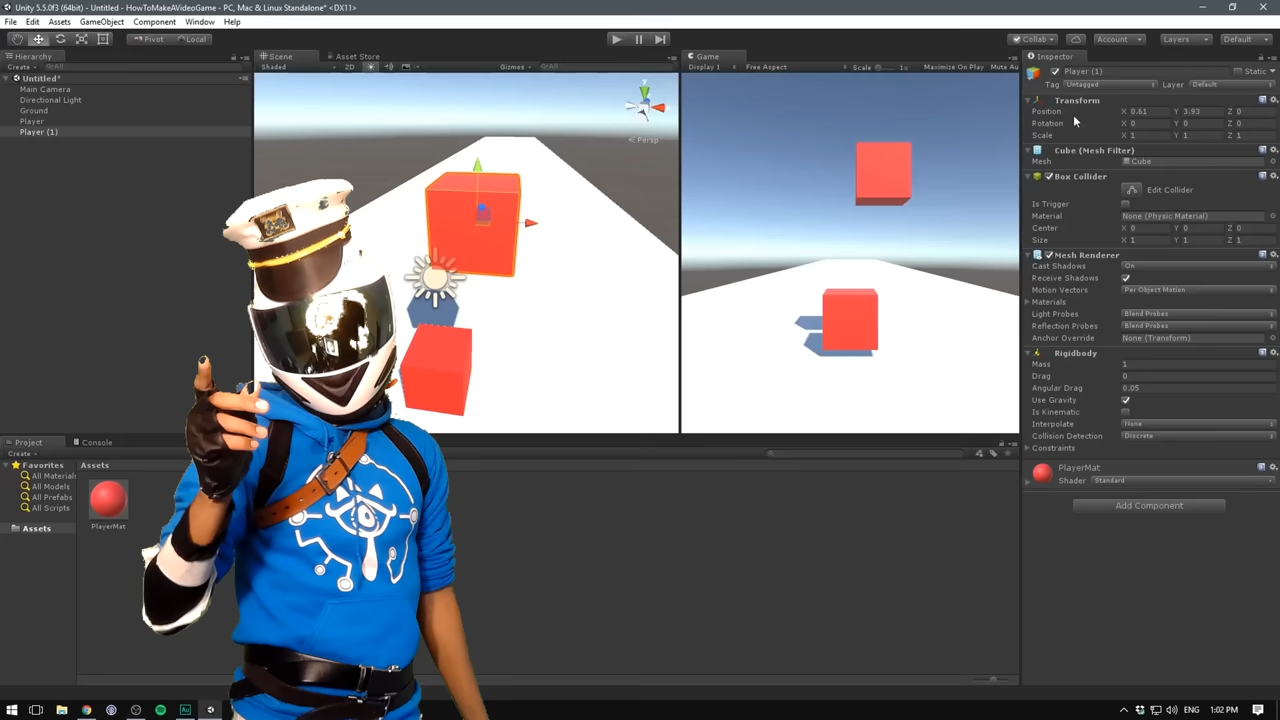 Unity 5.5.0f3 (64bit) - Untitled - HowToMakeAVideoGame - PC, Mac & Linux Standalone* <DX11>
File Edit Assets GameObject Component Window Help
Pivot Local Collab Account Layers Default
Hierarchy
Create All
Untitled*
Main Camera
Directional Light
Ground
Player
Player (1)
Scene Asset Store
Shaded 2D Gizmos All
y
Persp
Game
Display 1 Free Aspect Scale 1x Maximize On Play Mute Au
Inspector
Player (1) Static
Tag Untagged Layer Default
Transform
Position X 0.61 Y 3.93 Z 0
Rotation X 0 Y 0 Z 0
Scale X 1 Y 1 Z 1
Cube (Mesh Filter)
Mesh Cube
Box Collider
Edit Collider
Is Trigger
Material None (Physic Material)
Center X 0 Y 0 Z 0
Size X 1 Y 1 Z 1
Mesh Renderer
Cast Shadows On
Receive Shadows
Motion Vectors Per Object Motion
Materials
Light Probes Blend Probes
Reflection Probes Blend Probes
Anchor Override None (Transform)
Rigidbody
Mass 1
Drag 0
Angular Drag 0.05
Use Gravity
Is Kinematic
Interpolate None
Collision Detection Discrete
Constraints
PlayerMat
Shader Standard
Add Component
Project Console
Create
Favorites
All Material
All Models
All Prefabs
All Scripts
Assets
Assets
PlayerMat
Au
ENG 1:02 PM